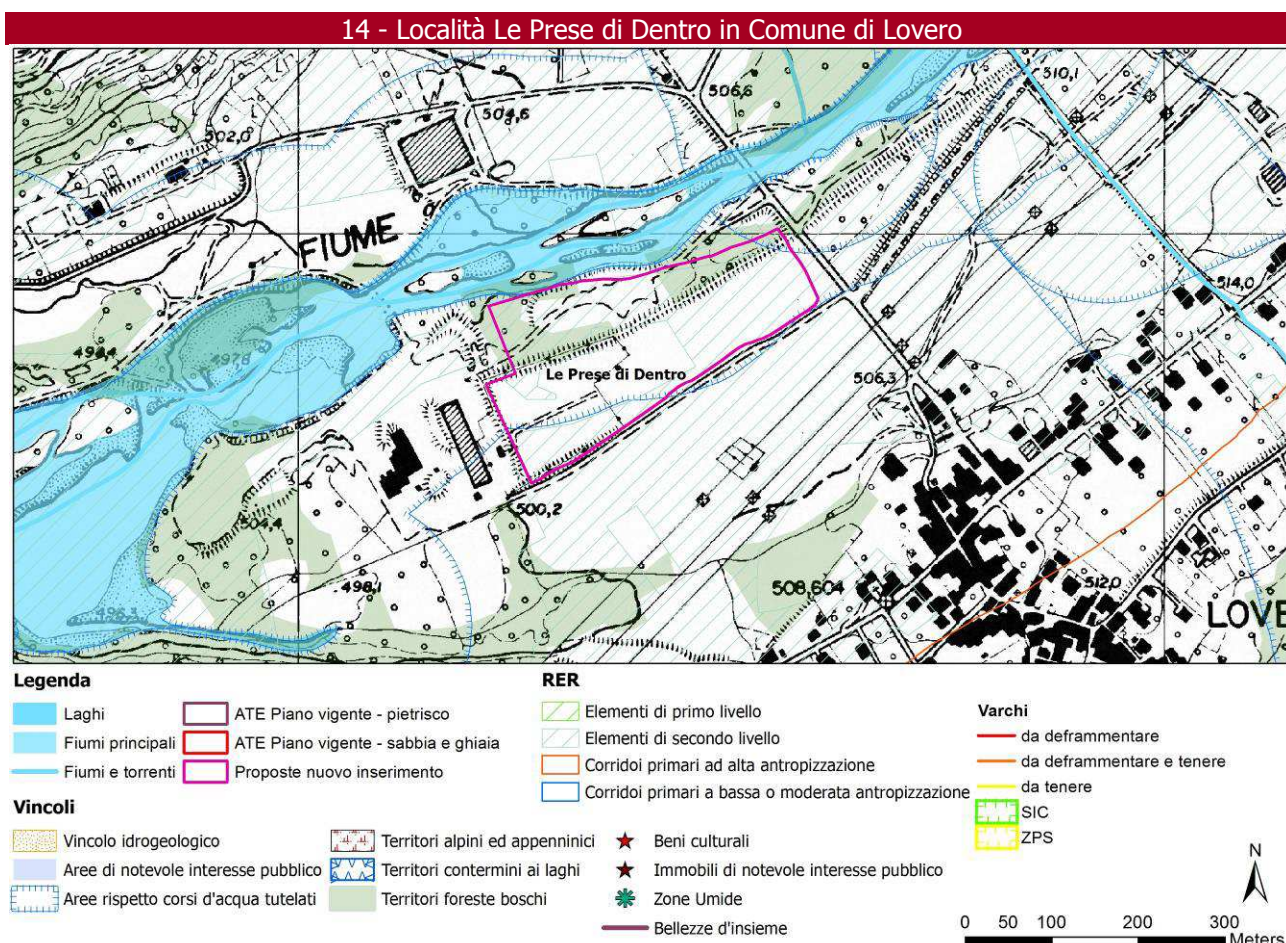 14 - Località Le Prese di Dentro in Comune di Lovero
510,1
506,6
504,6
502,0
FIUME
514,0
498,4
Le Prese di Dentro
506,3
500,2
504,4
498,1
508,604
512,0
LOVE
Legenda
Laghi
Fiumi principali
Fiumi e torrenti
ATE Piano vigente - pietrisco
ATE Piano vigente - sabbia e ghiaia
Proposte nuovo inserimento
RER
Elementi di primo livello
Elementi di secondo livello
Corridoi primari ad alta antropizzazione
Corridoi primari a bassa o moderata antropizzazione
Varchi
da deframmentare
da deframmentare e tenere
da tenere
SIC
ZPS
Vincoli
Vincolo idrogeologico
Aree di notevole interesse pubblico
Aree rispetto corsi d'acqua tutelati
Territori alpini ed appenninici
Territori contermini ai laghi
Territori foreste boschi
Beni culturali
Immobili di notevole interesse pubblico
Zone Umide
Bellezze d'insieme
N
0 50 100 200 300
Meters